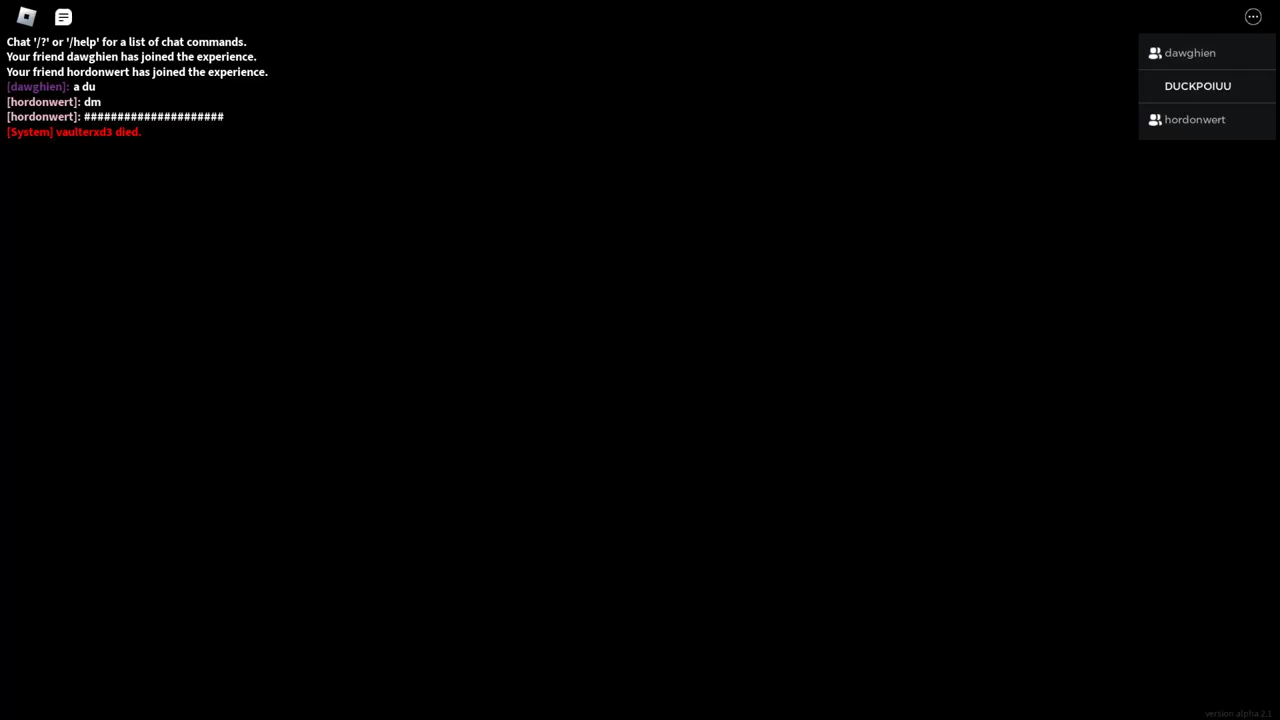 Chat '/?' or '/help' for a list of chat commands.
Your friend dawghien has joined the experience.
Your friend hordonwert has joined the experience.
[dawghien]: a du
[hordonwert]: dm
[hordonwert]: #####################
[System] vaulterxd3 died.
dawghien
DUCKPOIUU
hordonwert
version alpha 2.1